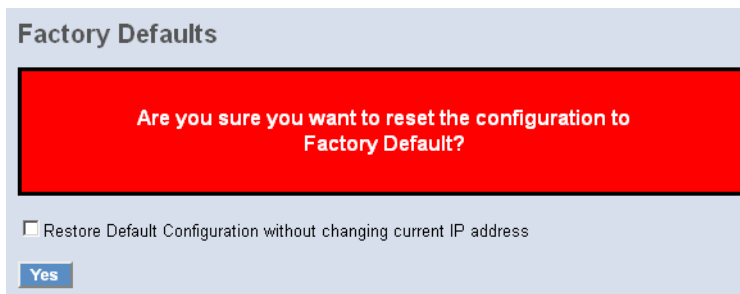 Factory Defaults
Are you sure you want to reset the configuration to
Factory Default?
Restore Default Configuration without changing current IP address
Yes